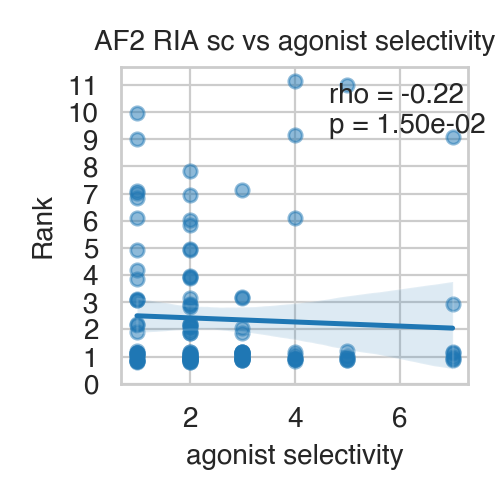 AF2 RIA sc vs agonist selectivity
rho = -0.22
p = 1.50e-02
11
10
9
8
7
6
5
4
3
2
1
0
Rank
2 4 6
agonist selectivity